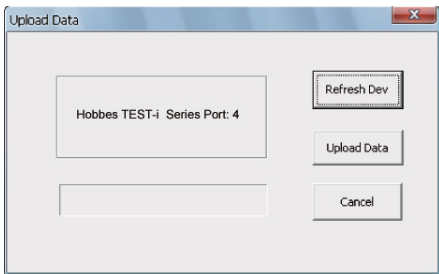 Upload Data
Refresh Dev
Hobbes TEST-i Series Port: 4
Upload Data
Cancel